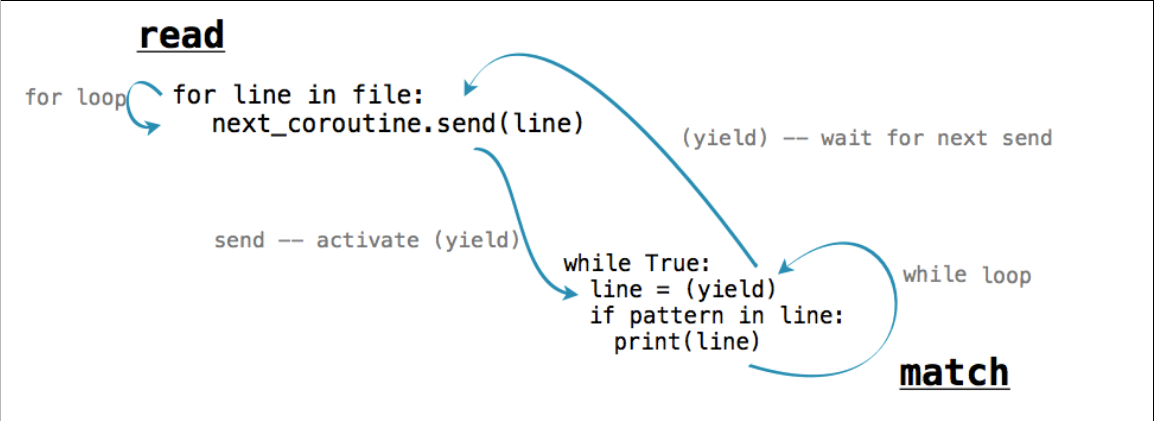 read
for loop
for line in file:
next_coroutine.send(line)
(yield) -- wait for next send
send -- activate (yield)
while True:
line = (yield)
if pattern in line:
print(line)
while loop
match